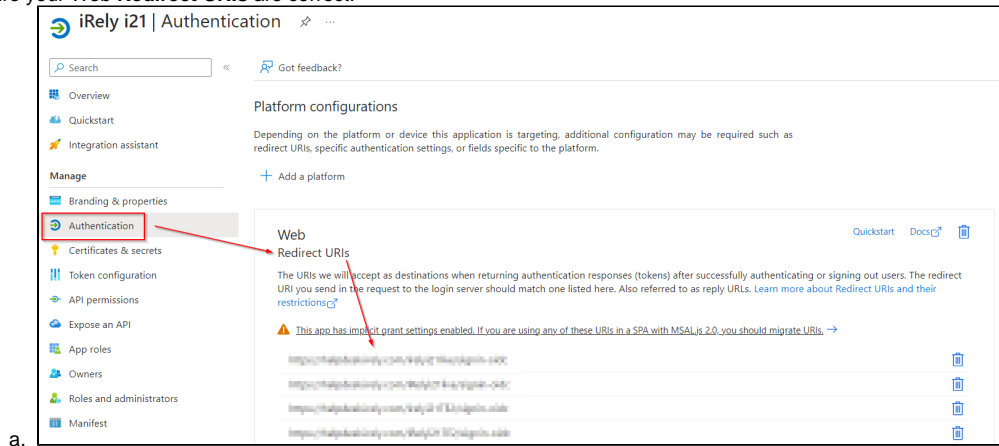 your Web Redirect URIs are correct.
iRely i21 | Authentication ...
Search «
Got feedback?
Overview
Quickstart
Integration assistant
Platform configurations
Depending on the platform or device this application is targeting, additional configuration may be required such as
redirect URIs, specific authentication settings, or fields specific to the platform.
+ Add a platform
Manage
Branding & properties
Authentication
Certificates & secrets
Token configuration
API permissions
Expose an API
App roles
Owners
Roles and administrators
Manifest
Web
Quickstart Docs
Redirect URIs
The URIs we will accept as destinations when returning authentication responses (tokens) after successfully authenticating or signing out users. The redirect
URI you send in the request to the login server should match one listed here. Also referred to as reply URLs. Learn more about Redirect URIs and their
restrictions
This app has implicit grant settings enabled. If you are using any of these URIs in a SPA with MSAL.js 2.0, you should migrate URIs. →
a.